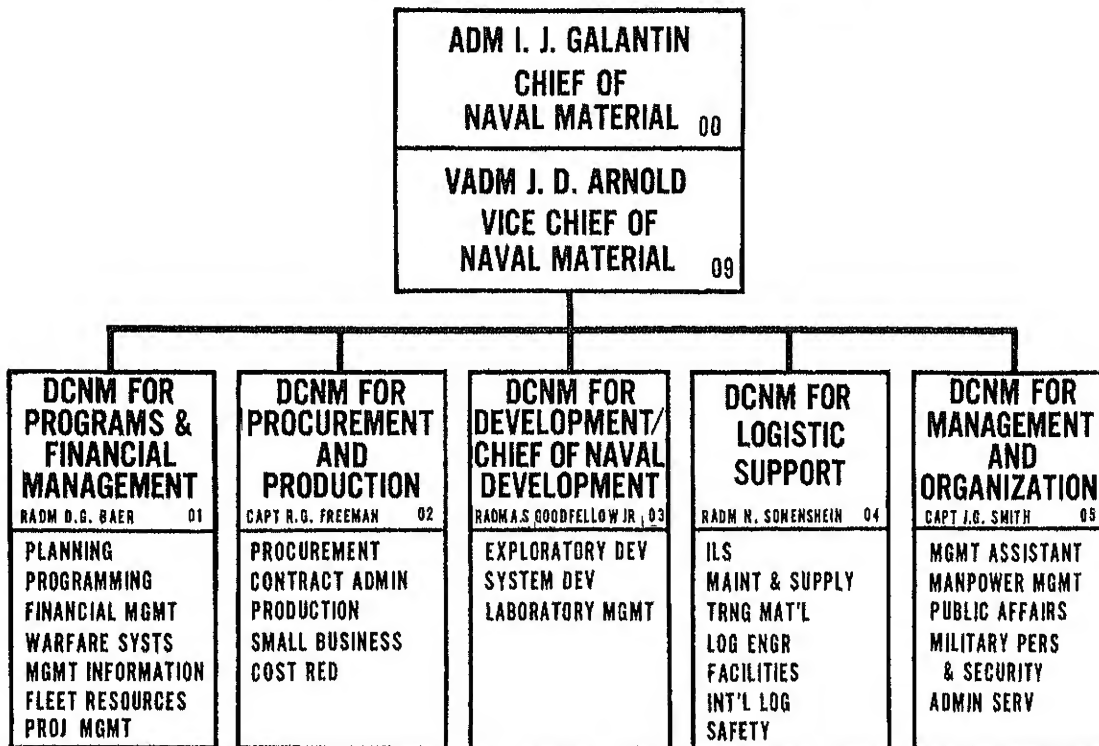 ADM I. J. GALANTIN
CHIEF OF
NAVAL MATERIAL 00
VADM J. D. ARNOLD
VICE CHIEF OF
NAVAL MATERIAL 09
DCNM FOR
PROGRAMS &
FINANCIAL
MANAGEMENT
RADM D.G. BAER 01
PLANNING
PROGRAMMING
FINANCIAL MGMT
WARFARE SYSTS
MGMT INFORMATION
FLEET RESOURCES
PROJ MGMT
DCNM FOR
PROCUREMENT
AND
PRODUCTION
CAPT R.G. FREEMAN 02
PROCUREMENT
CONTRACT ADMIN
PRODUCTION
SMALL BUSINESS
COST RED
DCNM FOR
DEVELOPMENT/
CHIEF OF NAVAL
DEVELOPMENT
RADM A.S GOODFELLOW JR 03
EXPLORATORY DEV
SYSTEM DEV
LABORATORY MGMT
DCNM FOR
LOGISTIC
SUPPORT
RADM N. SONENSHEIN 04
ILS
MAINT & SUPPLY
TRNG MAT'L
LOG ENGR
FACILITIES
INT'L LOG
SAFETY
DCNM FOR
MANAGEMENT
AND
ORGANIZATION
CAPT J.G. SMITH 05
MGMT ASSISTANT
MANPOWER MGMT
PUBLIC AFFAIRS
MILITARY PERS
& SECURITY
ADMIN SERV